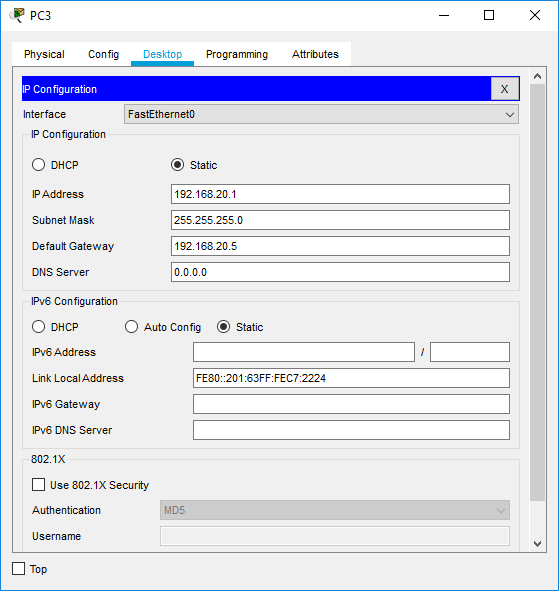 PC3
Physical Config Desktop Programming Attributes
IP Configuration X
Interface FastEthernet0
IP Configuration
DHCP Static
IP Address 192.168.20.1
Subnet Mask 255.255.255.0
Default Gateway 192.168.20.5
DNS Server 0.0.0.0
IPv6 Configuration
DHCP Auto Config Static
IPv6 Address /
Link Local Address FE80::201:63FF:FEC7:2224
IPv6 Gateway
IPv6 DNS Server
802.1X
Use 802.1X Security
Authentication MD5
Username
Top